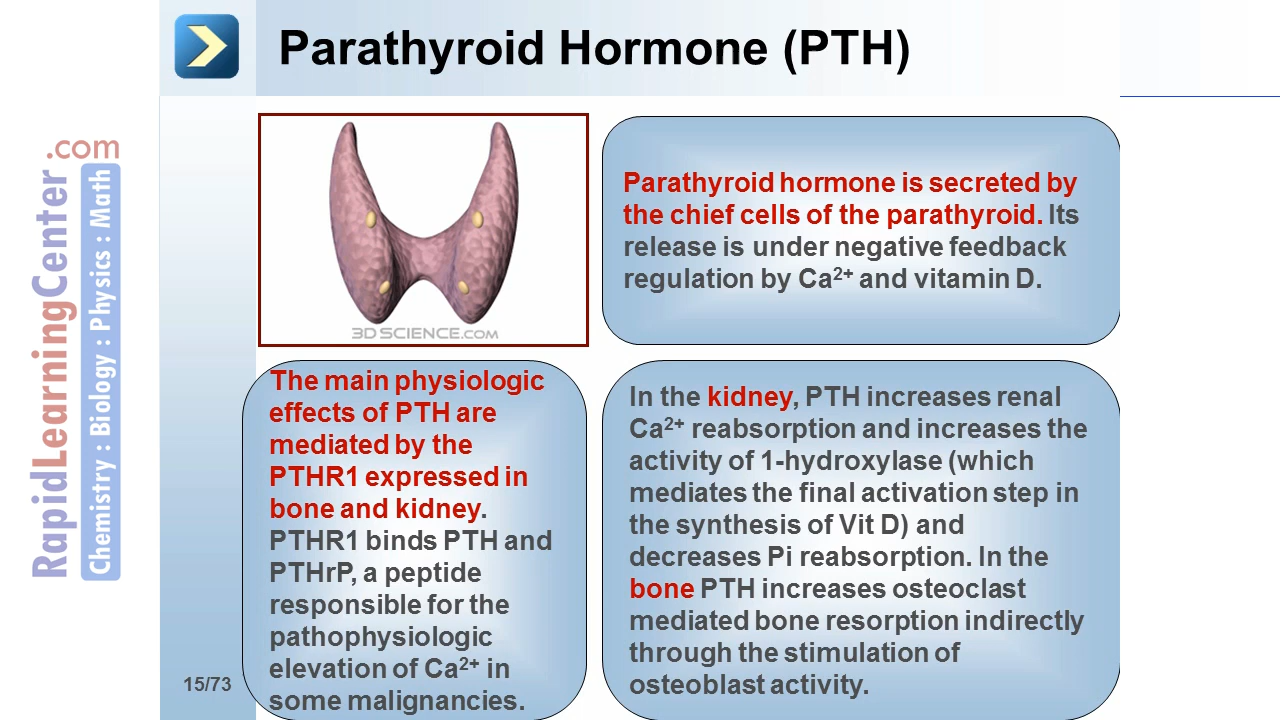 Parathyroid Hormone (PTH)
RapidLearningCenter.com
Chemistry : Biology : Physics : Math
3DSCIENCE.COM
Parathyroid hormone is secreted by
the chief cells of the parathyroid. Its
release is under negative feedback
regulation by Ca²⁺ and vitamin D.
The main physiologic
effects of PTH are
mediated by the
PTHR1 expressed in
bone and kidney.
PTHR1 binds PTH and
PTHrP, a peptide
responsible for the
pathophysiologic
elevation of Ca²⁺ in
some malignancies.
In the kidney, PTH increases renal
Ca²⁺ reabsorption and increases the
activity of 1-hydroxylase (which
mediates the final activation step in
the synthesis of Vit D) and
decreases Pi reabsorption. In the
bone PTH increases osteoclast
mediated bone resorption indirectly
through the stimulation of
osteoblast activity.
15/73